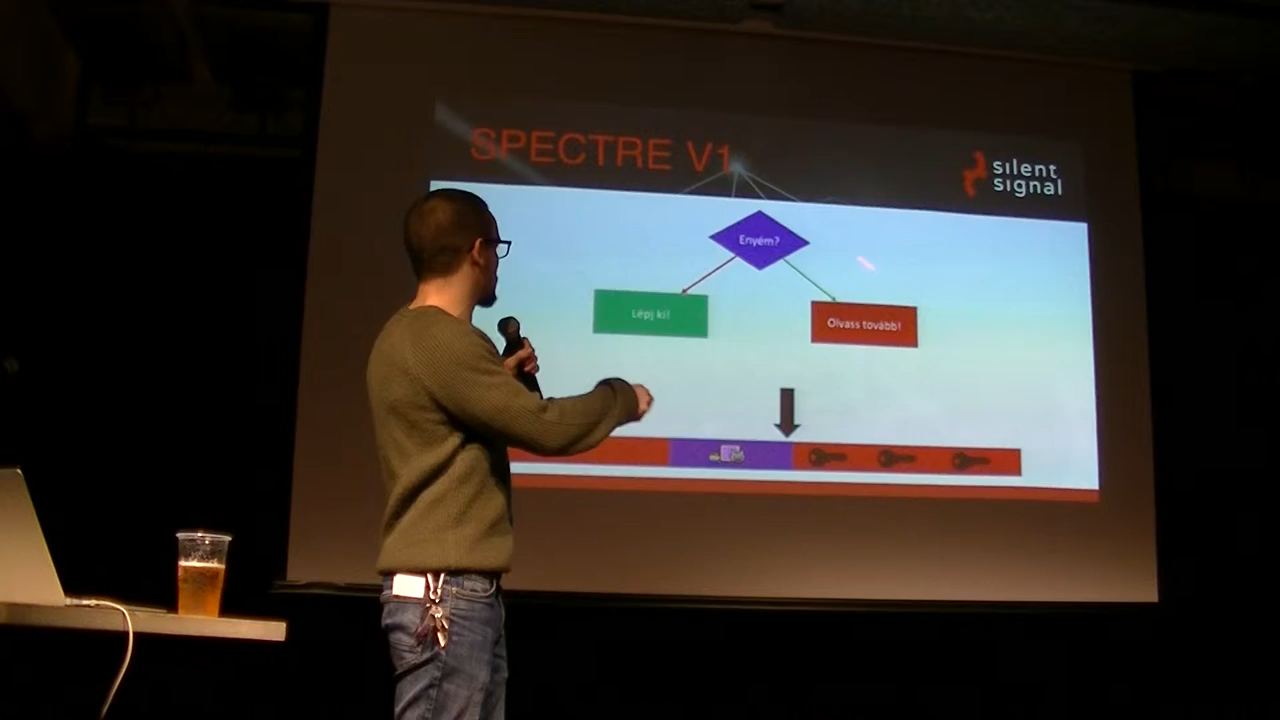 SPECTRE V1
silent
signal
Enyém?
Lépj ki!
Olvass tovább!